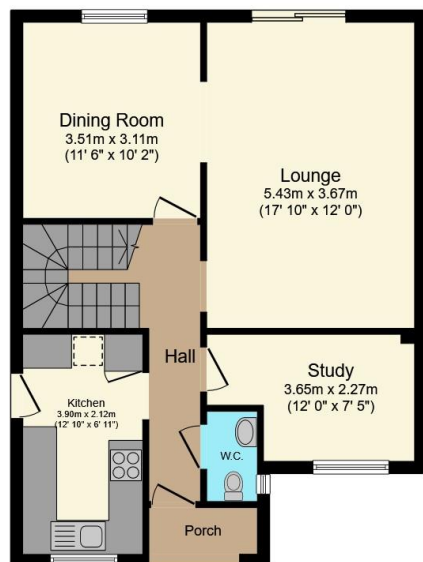 Dining Room
3.51m x 3.11m
(11' 6" x 10' 2")
Lounge
5.43m x 3.67m
(17' 10" x 12' 0")
Hall
Kitchen
3.90m x 2.12m
(12' 10" x 6' 11")
Study
3.65m x 2.27m
(12' 0" x 7' 5")
W.C.
Porch